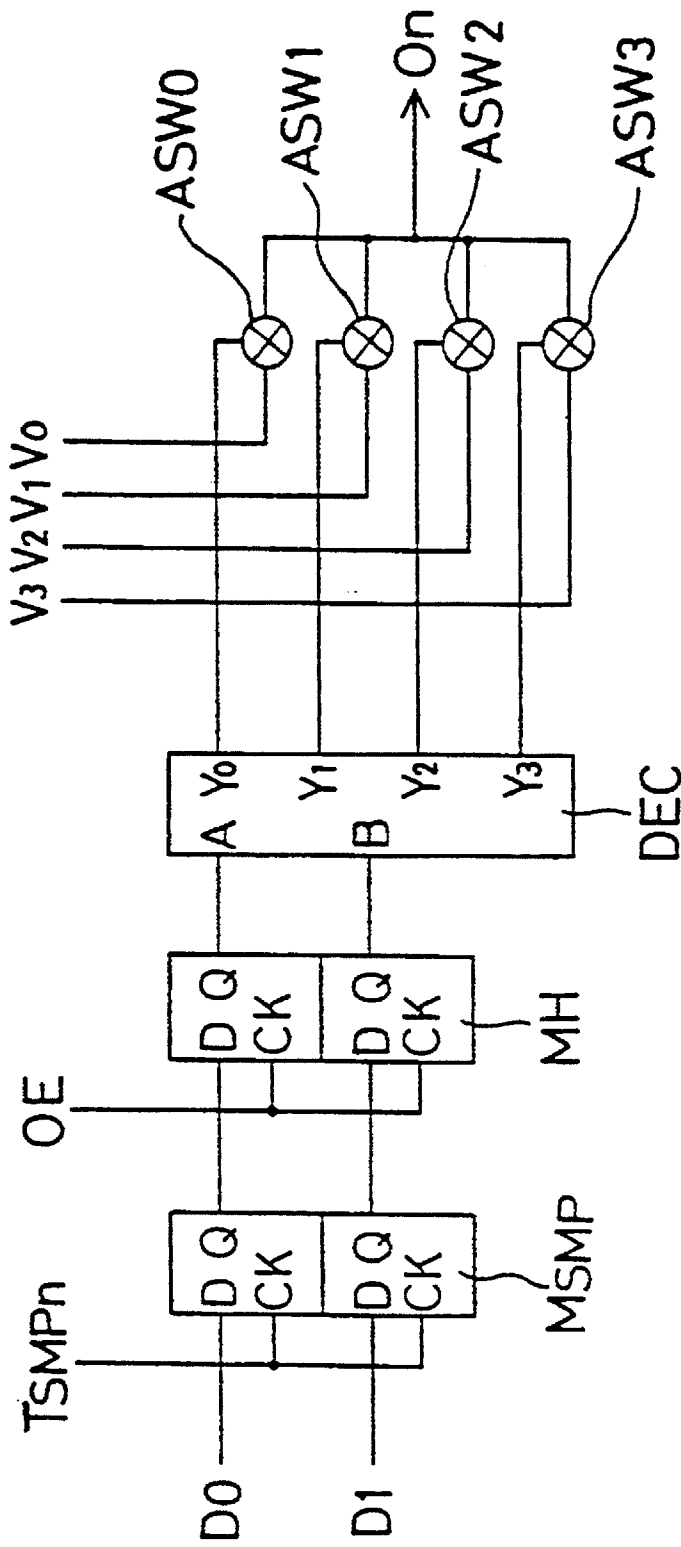 TSMPn
OE
V3 V2 V1 V0
ASW0
ASW1
On
ASW2
ASW3
D0
D Q
CK
D Q
CK
A Y0
Y1
D1
D Q
CK
D Q
CK
B
Y2
Y3
MSMP
MH
DEC